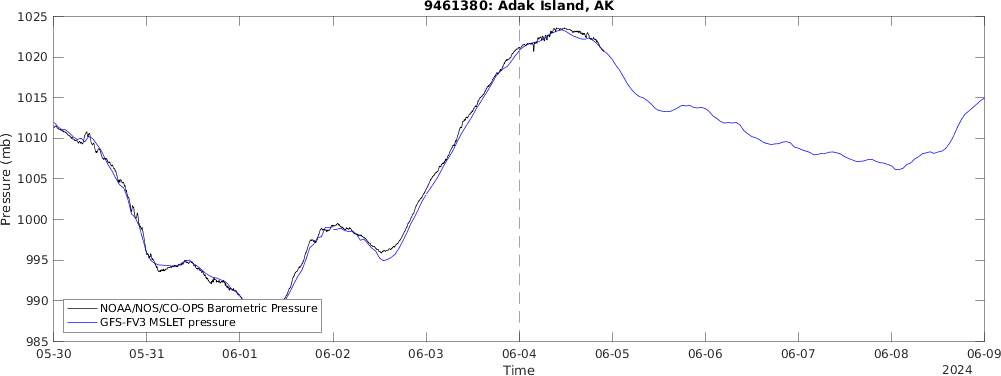 9461380: Adak Island, AK
1025
1020
1015
1010
1005
1000
995
990
985
Pressure (mb)
NOAA/NOS/CO-OPS Barometric Pressure
GFS-FV3 MSLET pressure
05-30 05-31 06-01 06-02 06-03 06-04 06-05 06-06 06-07 06-08 06-09
Time
2024